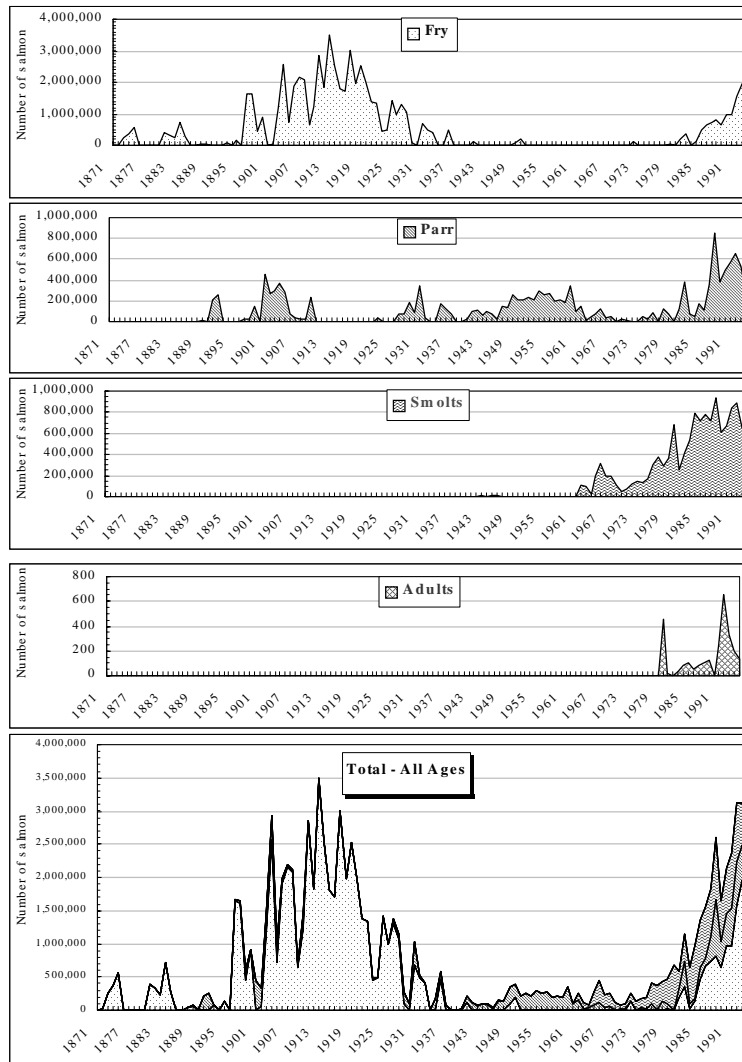 Fry
Number of salmon
4,000,000
3,000,000
2,000,000
1,000,000
0
1871 1877 1883 1889 1895 1901 1907 1913 1919 1925 1931 1937 1943 1949 1955 1961 1967 1973 1979 1985 1991
Parr
Number of salmon
1,000,000
800,000
600,000
400,000
200,000
0
1871 1877 1883 1889 1895 1901 1907 1913 1919 1925 1931 1937 1943 1949 1955 1961 1967 1973 1979 1985 1991
Smolts
Number of salmon
1,000,000
800,000
600,000
400,000
200,000
0
1871 1877 1883 1889 1895 1901 1907 1913 1919 1925 1931 1937 1943 1949 1955 1961 1967 1973 1979 1985 1991
Adults
Number of salmon
800
600
400
200
0
1871 1877 1883 1889 1895 1901 1907 1913 1919 1925 1931 1937 1943 1949 1955 1961 1967 1973 1979 1985 1991
Total - All Ages
Number of salmon
4,000,000
3,500,000
3,000,000
2,500,000
2,000,000
1,500,000
1,000,000
500,000
0
1871 1877 1883 1889 1895 1901 1907 1913 1919 1925 1931 1937 1943 1949 1955 1961 1967 1973 1979 1985 1991